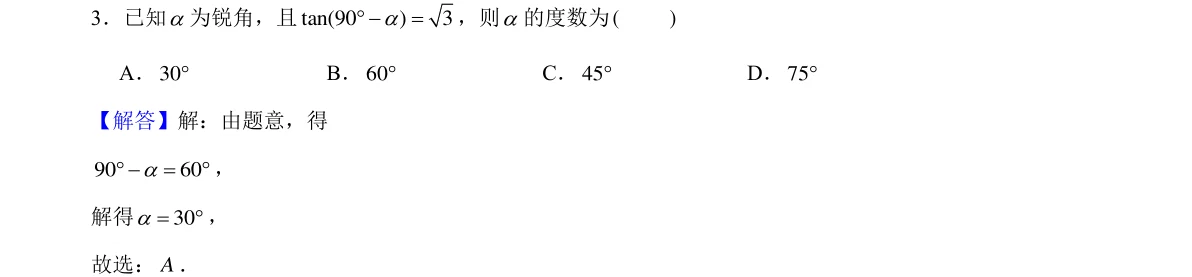 3．已知α为锐角，且tan(90°−α)=√3，则α的度数为(　　)
A． 30°　B． 60°　C． 45°　D． 75°
【解答】解：由题意，得
90°−α=60°，
解得α=30°，
故选：A．